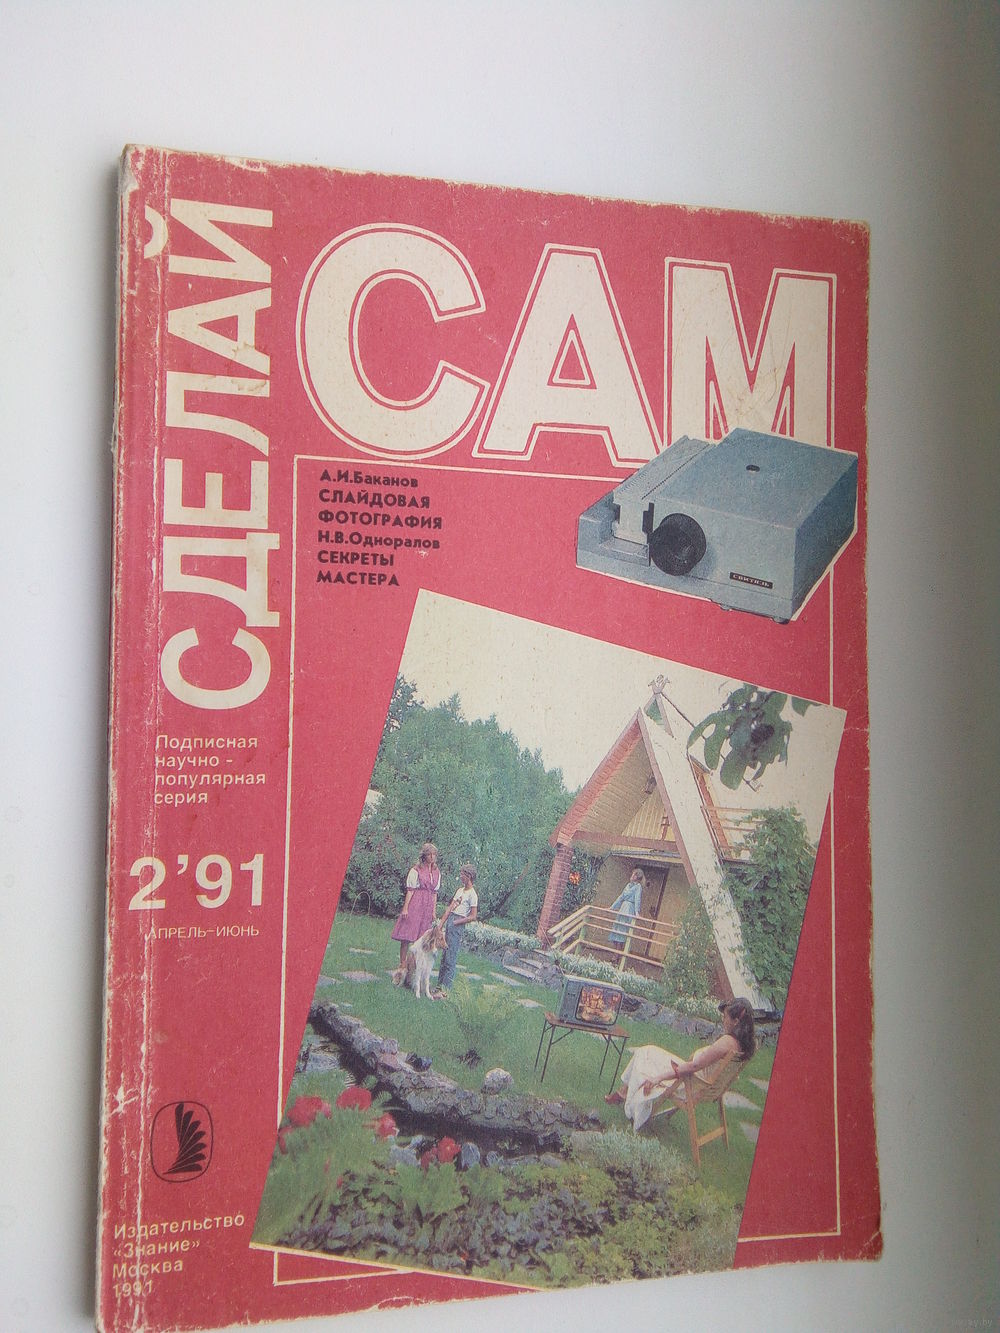 СДЕЛАЙ
САМ
А.И.Баканов
СЛАЙДОВАЯ
ФОТОГРАФИЯ
Н.В.Одноралов
СЕКРЕТЫ
МАСТЕРА
СВИТЯЗЬ
Подписная
научно -
популярная
серия
2'91
АПРЕЛЬ-ИЮНЬ
Издательство
«Знание»
Москва
1991